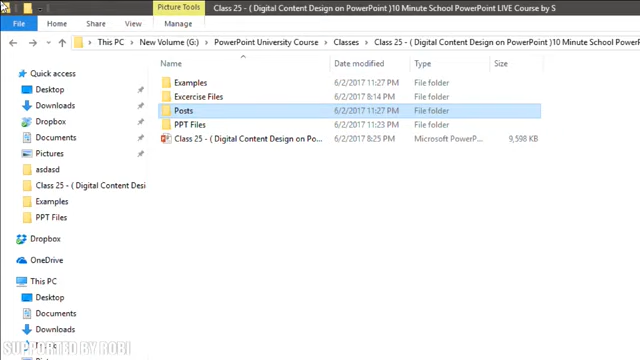 Picture Tools Class 25 - ( Digital Content Design on PowerPoint )10 Minute School PowerPoint LIVE Course by S
File Home Share View Manage
This PC New Volume (G:) PowerPoint University Course Classes Class 25 - ( Digital Content Design on PowerPoint )10 Minute School PowerP
Name Date modified Type Size
Quick access
Desktop
Downloads
Dropbox
Documents
Pictures
asdasd
Class 25 - ( Digital Content Desi
Examples
PPT Files
Dropbox
OneDrive
This PC
Desktop
Documents
Downloads
Examples 6/2/2017 11:27 PM File folder
Excercise Files 6/2/2017 8:14 PM File folder
Posts 6/2/2017 11:27 PM File folder
PPT Files 6/2/2017 11:23 PM File folder
Class 25 - ( Digital Content Design on Po... 6/2/2017 8:25 PM Microsoft PowerP... 9,598 KB
SUPPORTED BY ROBI